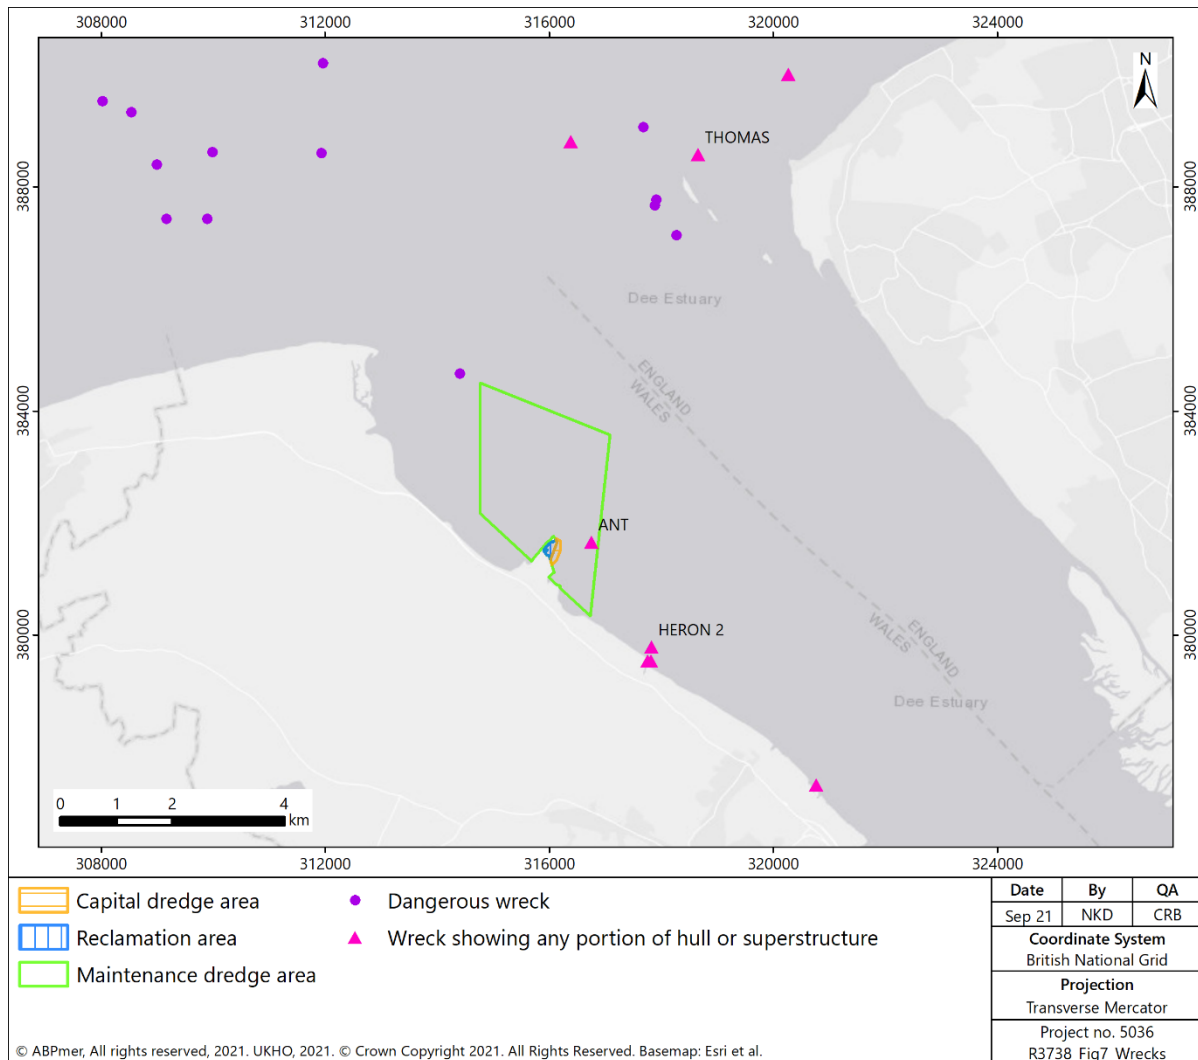 308000 312000 316000 320000 324000
N
THOMAS
388000 388000
Dee Estuary
ENGLAND
WALES
384000 384000
ANT
HERON 2
380000 380000
ENGLAND
WALES
Dee Estuary
0 1 2 4
km
308000 312000 316000 320000 324000
Capital dredge area
Reclamation area
Maintenance dredge area
Dangerous wreck
Wreck showing any portion of hull or superstructure
Date By QA
Sep 21 NKD CRB
Coordinate System
British National Grid
Projection
Transverse Mercator
Project no. 5036
R3738_Fig7_Wrecks
© ABPmer, All rights reserved, 2021. UKHO, 2021. © Crown Copyright 2021. All Rights Reserved. Basemap: Esri et al.